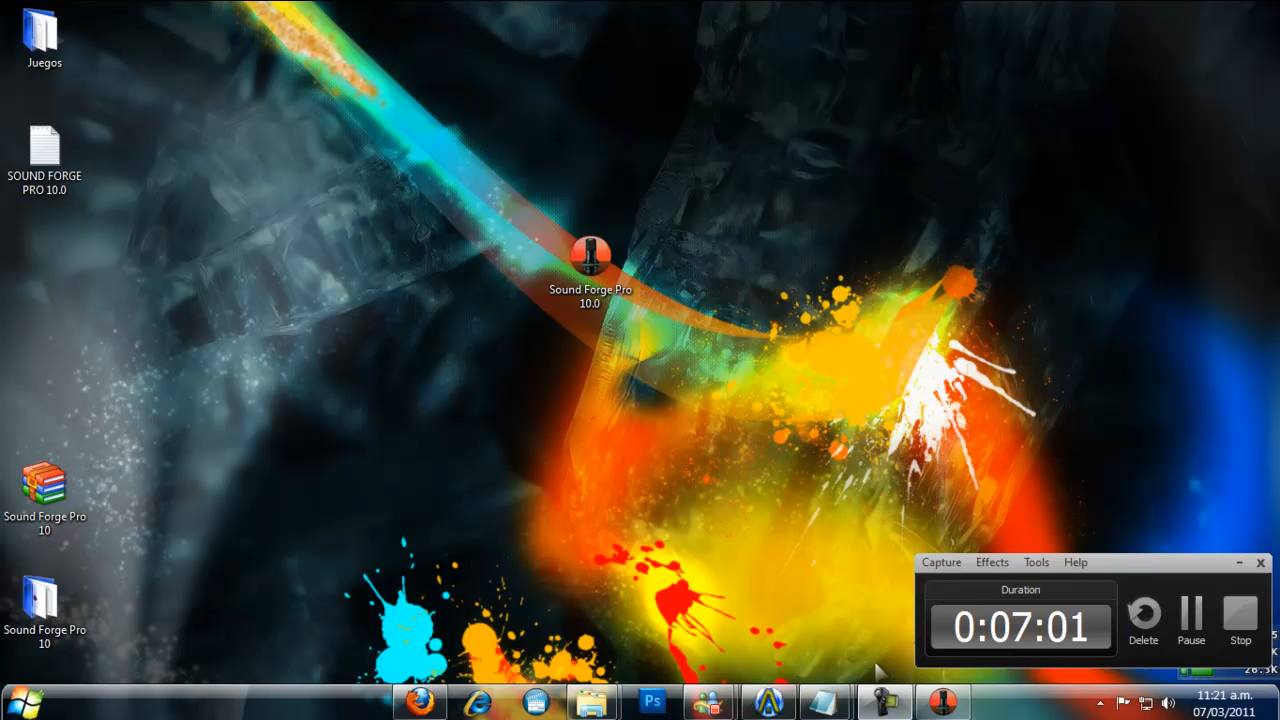 Juegos
SOUND FORGE
PRO 10.0
Sound Forge Pro
10.0
Sound Forge Pro
10
Sound Forge Pro
10
Capture Effects Tools Help
Duration
0:07:01
Delete Pause Stop
Ps
11:21 a.m.
07/03/2011